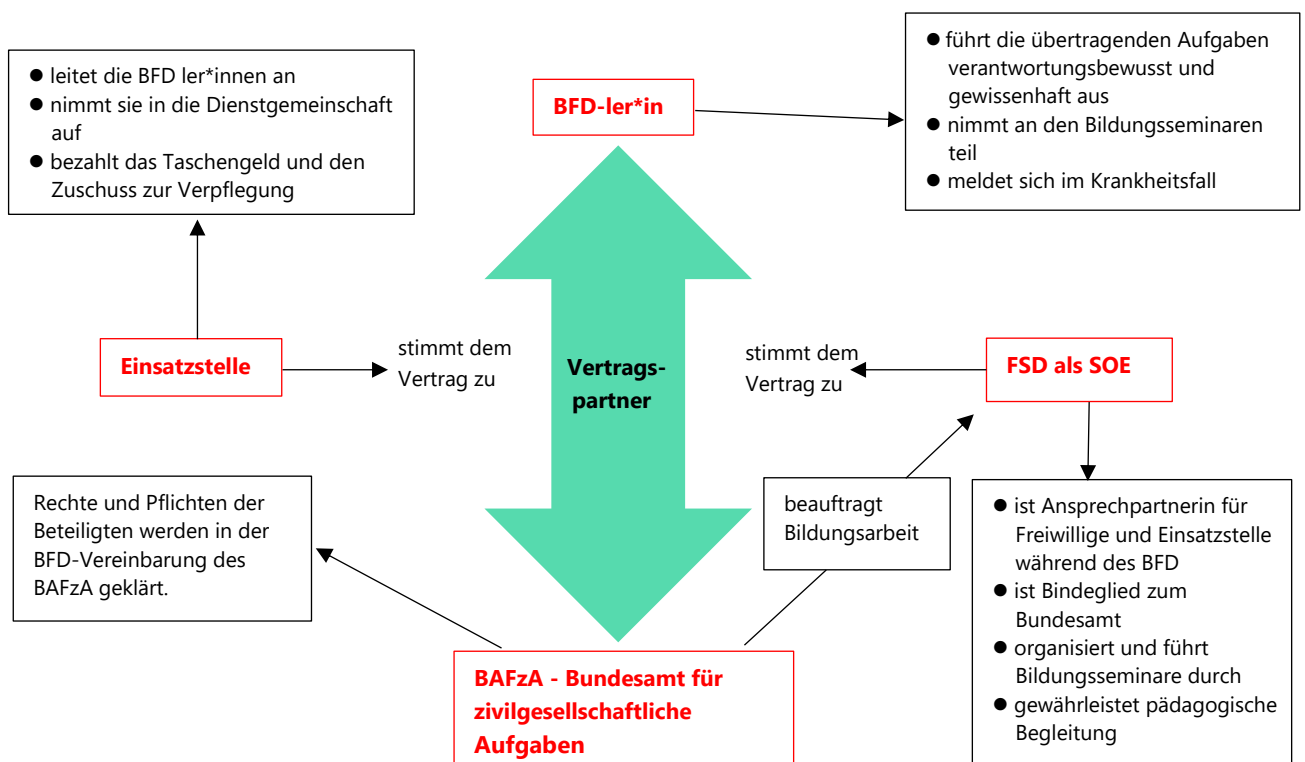 ● leitet die BFD ler*innen an
● nimmt sie in die Dienstgemeinschaft
auf
● bezahlt das Taschengeld und den
Zuschuss zur Verpflegung
BFD-ler*in
● führt die übertragenden Aufgaben
verantwortungsbewusst und
gewissenhaft aus
● nimmt an den Bildungsseminaren
teil
● meldet sich im Krankheitsfall
Einsatzstelle
stimmt dem
Vertrag zu
Vertrags-
partner
stimmt dem
Vertrag zu
FSD als SOE
Rechte und Pflichten der
Beteiligten werden in der
BFD-Vereinbarung des
BAFzA geklärt.
beauftragt
Bildungsarbeit
● ist Ansprechpartnerin für
Freiwillige und Einsatzstelle
während des BFD
● ist Bindeglied zum
Bundesamt
● organisiert und führt
Bildungsseminare durch
● gewährleistet pädagogische
Begleitung
BAFzA - Bundesamt für
zivilgesellschaftliche
Aufgaben